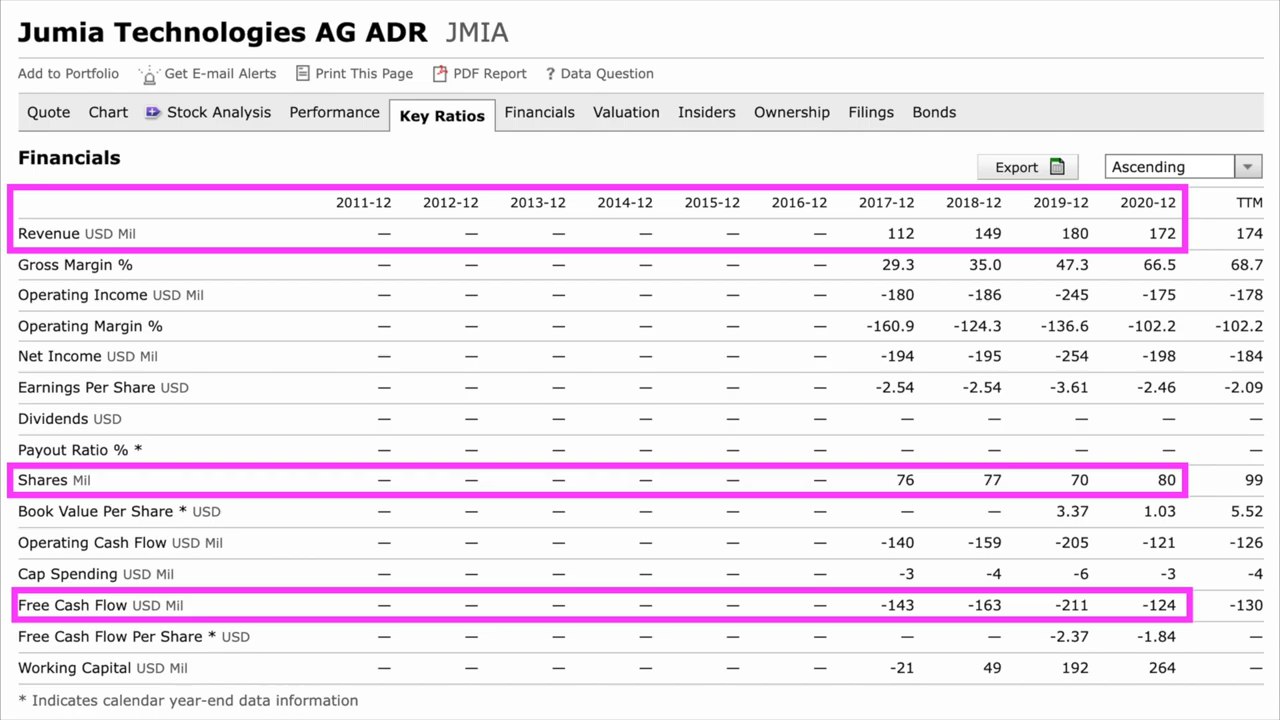 Jumia Technologies AG ADR JMIA
Add to Portfolio Get E-mail Alerts Print This Page PDF Report ? Data Question
Quote Chart Stock Analysis Performance Key Ratios Financials Valuation Insiders Ownership Filings Bonds
Financials
Export Ascending
2011-12 2012-12 2013-12 2014-12 2015-12 2016-12 2017-12 2018-12 2019-12 2020-12 TTM
Revenue USD Mil — — — — — — 112 149 180 172 174
Gross Margin % — — — — — — 29.3 35.0 47.3 66.5 68.7
Operating Income USD Mil — — — — — — -180 -186 -245 -175 -178
Operating Margin % — — — — — — -160.9 -124.3 -136.6 -102.2 -102.2
Net Income USD Mil — — — — — — -194 -195 -254 -198 -184
Earnings Per Share USD — — — — — — -2.54 -2.54 -3.61 -2.46 -2.09
Dividends USD — — — — — — — — — — —
Payout Ratio % * — — — — — — — — — — —
Shares Mil — — — — — — 76 77 70 80 99
Book Value Per Share * USD — — — — — — — — 3.37 1.03 5.52
Operating Cash Flow USD Mil — — — — — — -140 -159 -205 -121 -126
Cap Spending USD Mil — — — — — — -3 -4 -6 -3 -4
Free Cash Flow USD Mil — — — — — — -143 -163 -211 -124 -130
Free Cash Flow Per Share * USD — — — — — — — — -2.37 -1.84 —
Working Capital USD Mil — — — — — — -21 49 192 264 —
* Indicates calendar year-end data information